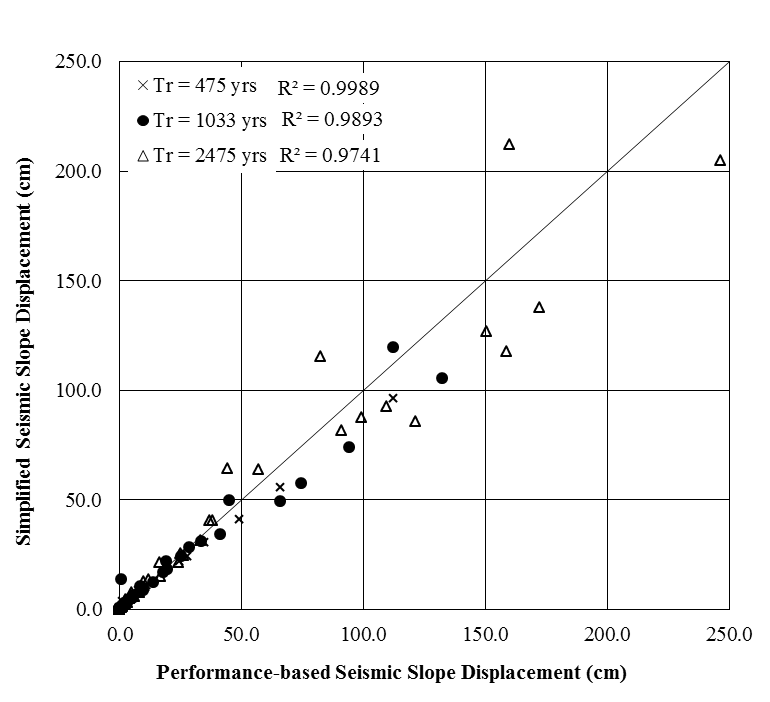 250.0
× Tr = 475 yrs R² = 0.9989
● Tr = 1033 yrs R² = 0.9893
△ Tr = 2475 yrs R² = 0.9741
200.0
150.0
100.0
50.0
0.0
Simplified Seismic Slope Displacement (cm)
0.0 50.0 100.0 150.0 200.0 250.0
Performance-based Seismic Slope Displacement (cm)